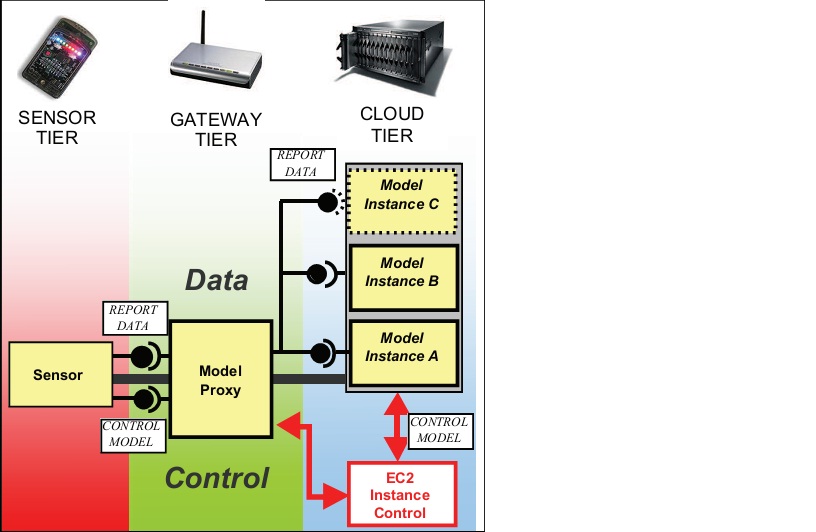 SENSOR
TIER
GATEWAY
TIER
CLOUD
TIER
REPORT
DATA
Model
Instance C
Data
Model
Instance B
REPORT
DATA
Model
Instance A
Sensor
Model
Proxy
CONTROL
MODEL
CONTROL
MODEL
Control
EC2
Instance
Control